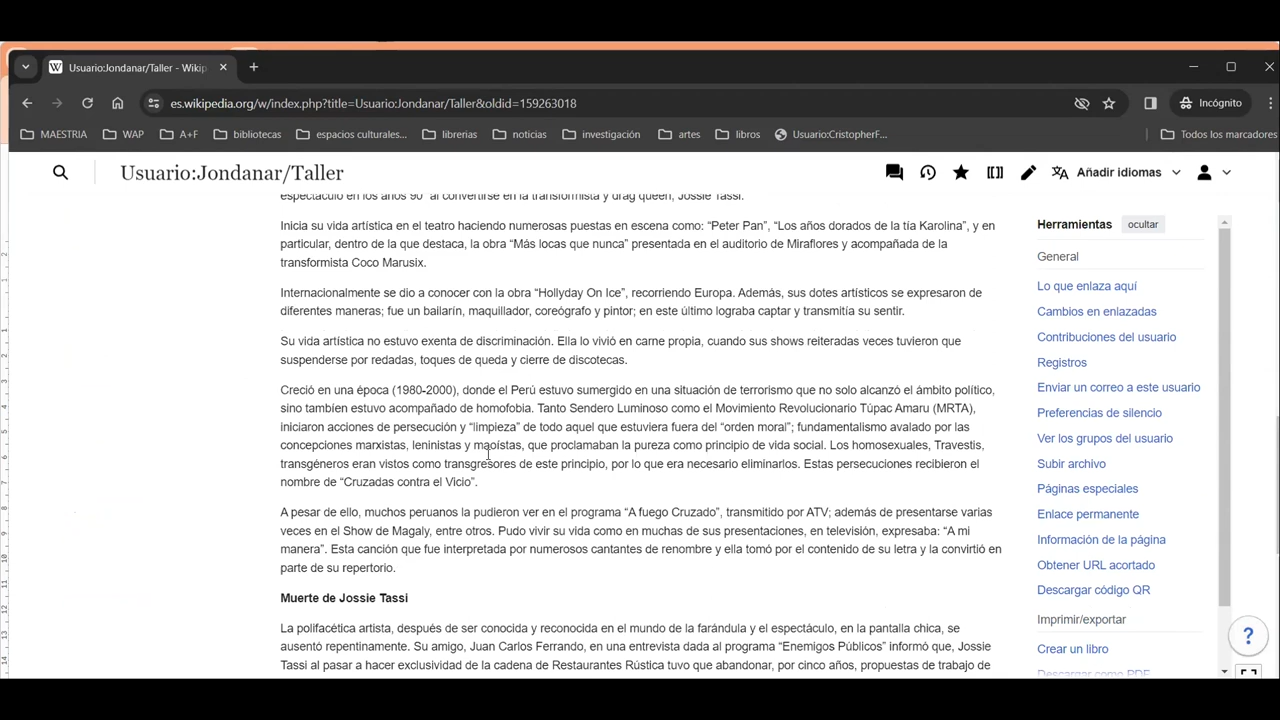 Usuario:Jondanar/Taller - Wikip
es.wikipedia.org/w/index.php?title=Usuario:Jondanar/Taller&oldid=159263018
Incógnito
MAESTRIA
WAP
A+F
bibliotecas
espacios culturales...
librerias
noticias
investigación
artes
libros
Usuario:CristopherF...
Todos los marcadores
Usuario:Jondanar/Taller
Añadir idiomas
espectáculo en los años 90" al convertirse en la transformista y drag queen, Jossie Tassi.
Inicia su vida artística en el teatro haciendo numerosas puestas en escena como: “Peter Pan”, “Los años dorados de la tía Karolina”, y en
particular, dentro de la que destaca, la obra “Más locas que nunca” presentada en el auditorio de Miraflores y acompañada de la
transformista Coco Marusix.
Internacionalmente se dio a conocer con la obra “Hollyday On Ice”, recorriendo Europa. Además, sus dotes artísticos se expresaron de
diferentes maneras; fue un bailarín, maquillador, coreógrafo y pintor; en este último lograba captar y transmitía su sentir.
Su vida artística no estuvo exenta de discriminación. Ella lo vivió en carne propia, cuando sus shows reiteradas veces tuvieron que
suspenderse por redadas, toques de queda y cierre de discotecas.
Creció en una época (1980-2000), donde el Perú estuvo sumergido en una situación de terrorismo que no solo alcanzó el ámbito político,
sino tambíen estuvo acompañado de homofobia. Tanto Sendero Luminoso como el Movimiento Revolucionario Túpac Amaru (MRTA),
iniciaron acciones de persecución y “limpieza” de todo aquel que estuviera fuera del “orden moral”; fundamentalismo avalado por las
concepciones marxistas, leninistas y maoístas, que proclamaban la pureza como principio de vida social. Los homosexuales, Travestis,
transgéneros eran vistos como transgresores de este principio, por lo que era necesario eliminarlos. Estas persecuciones recibieron el
nombre de “Cruzadas contra el Vicio”.
A pesar de ello, muchos peruanos la pudieron ver en el programa “A fuego Cruzado”, transmitido por ATV; además de presentarse varias
veces en el Show de Magaly, entre otros. Pudo vivir su vida como en muchas de sus presentaciones, en televisión, expresaba: “A mi
manera”. Esta canción que fue interpretada por numerosos cantantes de renombre y ella tomó por el contenido de su letra y la convirtió en
parte de su repertorio.
Muerte de Jossie Tassi
La polifacética artista, después de ser conocida y reconocida en el mundo de la farándula y el espectáculo, en la pantalla chica, se
ausentó repentinamente. Su amigo, Juan Carlos Ferrando, en una entrevista dada al programa “Enemigos Públicos” informó que, Jossie
Tassi al pasar a hacer exclusividad de la cadena de Restaurantes Rústica tuvo que abandonar, por cinco años, propuestas de trabajo de
Herramientas
ocultar
General
Lo que enlaza aquí
Cambios en enlazadas
Contribuciones del usuario
Registros
Enviar un correo a este usuario
Preferencias de silencio
Ver los grupos del usuario
Subir archivo
Páginas especiales
Enlace permanente
Información de la página
Obtener URL acortado
Descargar código QR
Imprimir/exportar
Crear un libro
Descargar como PDF
?